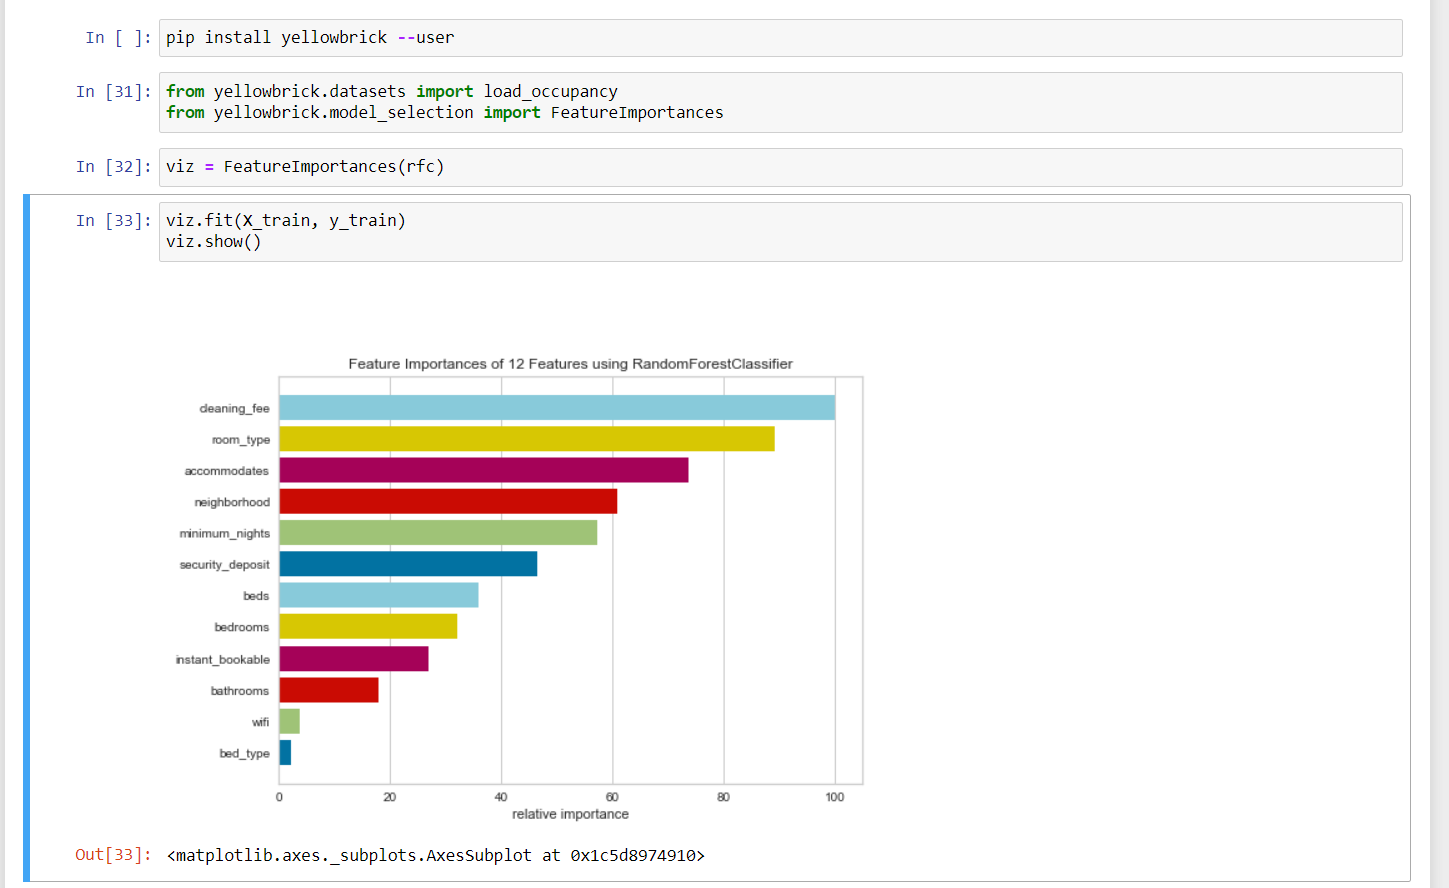 In [ ]: pip install yellowbrick --user
In [31]: from yellowbrick.datasets import load_occupancy
from yellowbrick.model_selection import FeatureImportances
In [32]: viz = FeatureImportances(rfc)
In [33]: viz.fit(X_train, y_train)
viz.show()
Feature Importances of 12 Features using RandomForestClassifier
cleaning_fee
room_type
accommodates
neighborhood
minimum_nights
security_deposit
beds
bedrooms
instant_bookable
bathrooms
wifi
bed_type
0 20 40 60 80 100
relative importance
Out[33]: <matplotlib.axes._subplots.AxesSubplot at 0x1c5d8974910>